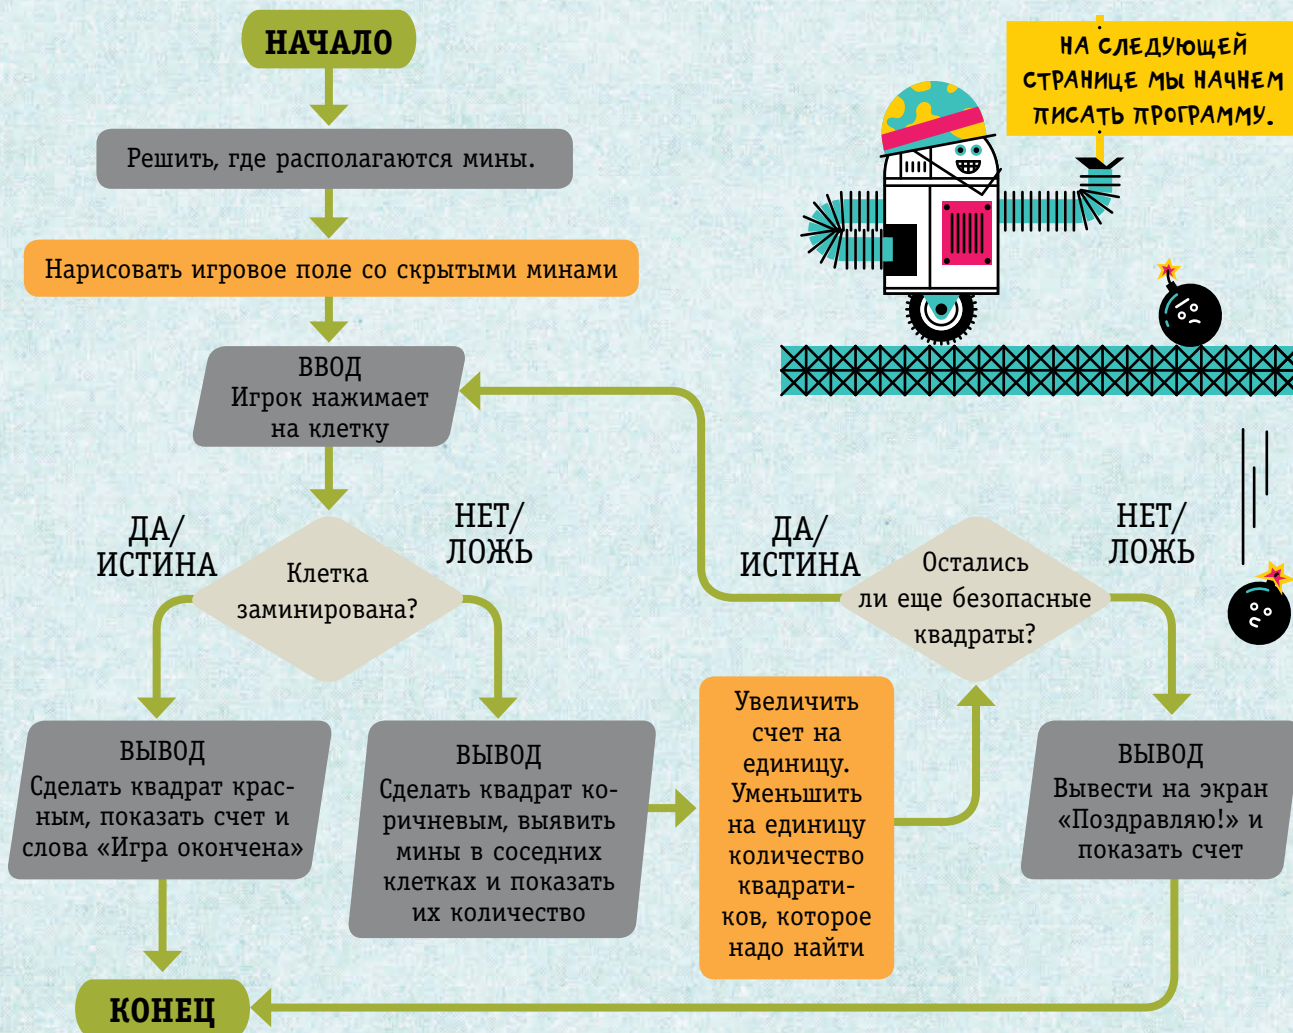 НАЧАЛО
НА СЛЕДУЮЩЕЙ
СТРАНИЦЕ МЫ НАЧНЕМ
ПИСАТЬ ПРОГРАММУ.
Решить, где располагаются мины.
Нарисовать игровое поле со скрытыми минами
ВВОД
Игрок нажимает
на клетку
ДА/
ИСТИНА
Клетка
заминирована?
НЕТ/
ЛОЖЬ
ДА/
ИСТИНА
Остались
ли еще безопасные
квадраты?
НЕТ/
ЛОЖЬ
ВЫВОД
Сделать квадрат крас-
ным, показать счет и
слова «Игра окончена»
ВЫВОД
Сделать квадрат ко-
ричневым, выявить
мины в соседних
клетках и показать
их количество
Увеличить
счет на
единицу.
Уменьшить
на единицу
количество
квадрати-
ков, которое
надо найти
ВЫВОД
Вывести на экран
«Поздравляю!» и
показать счет
КОНЕЦ